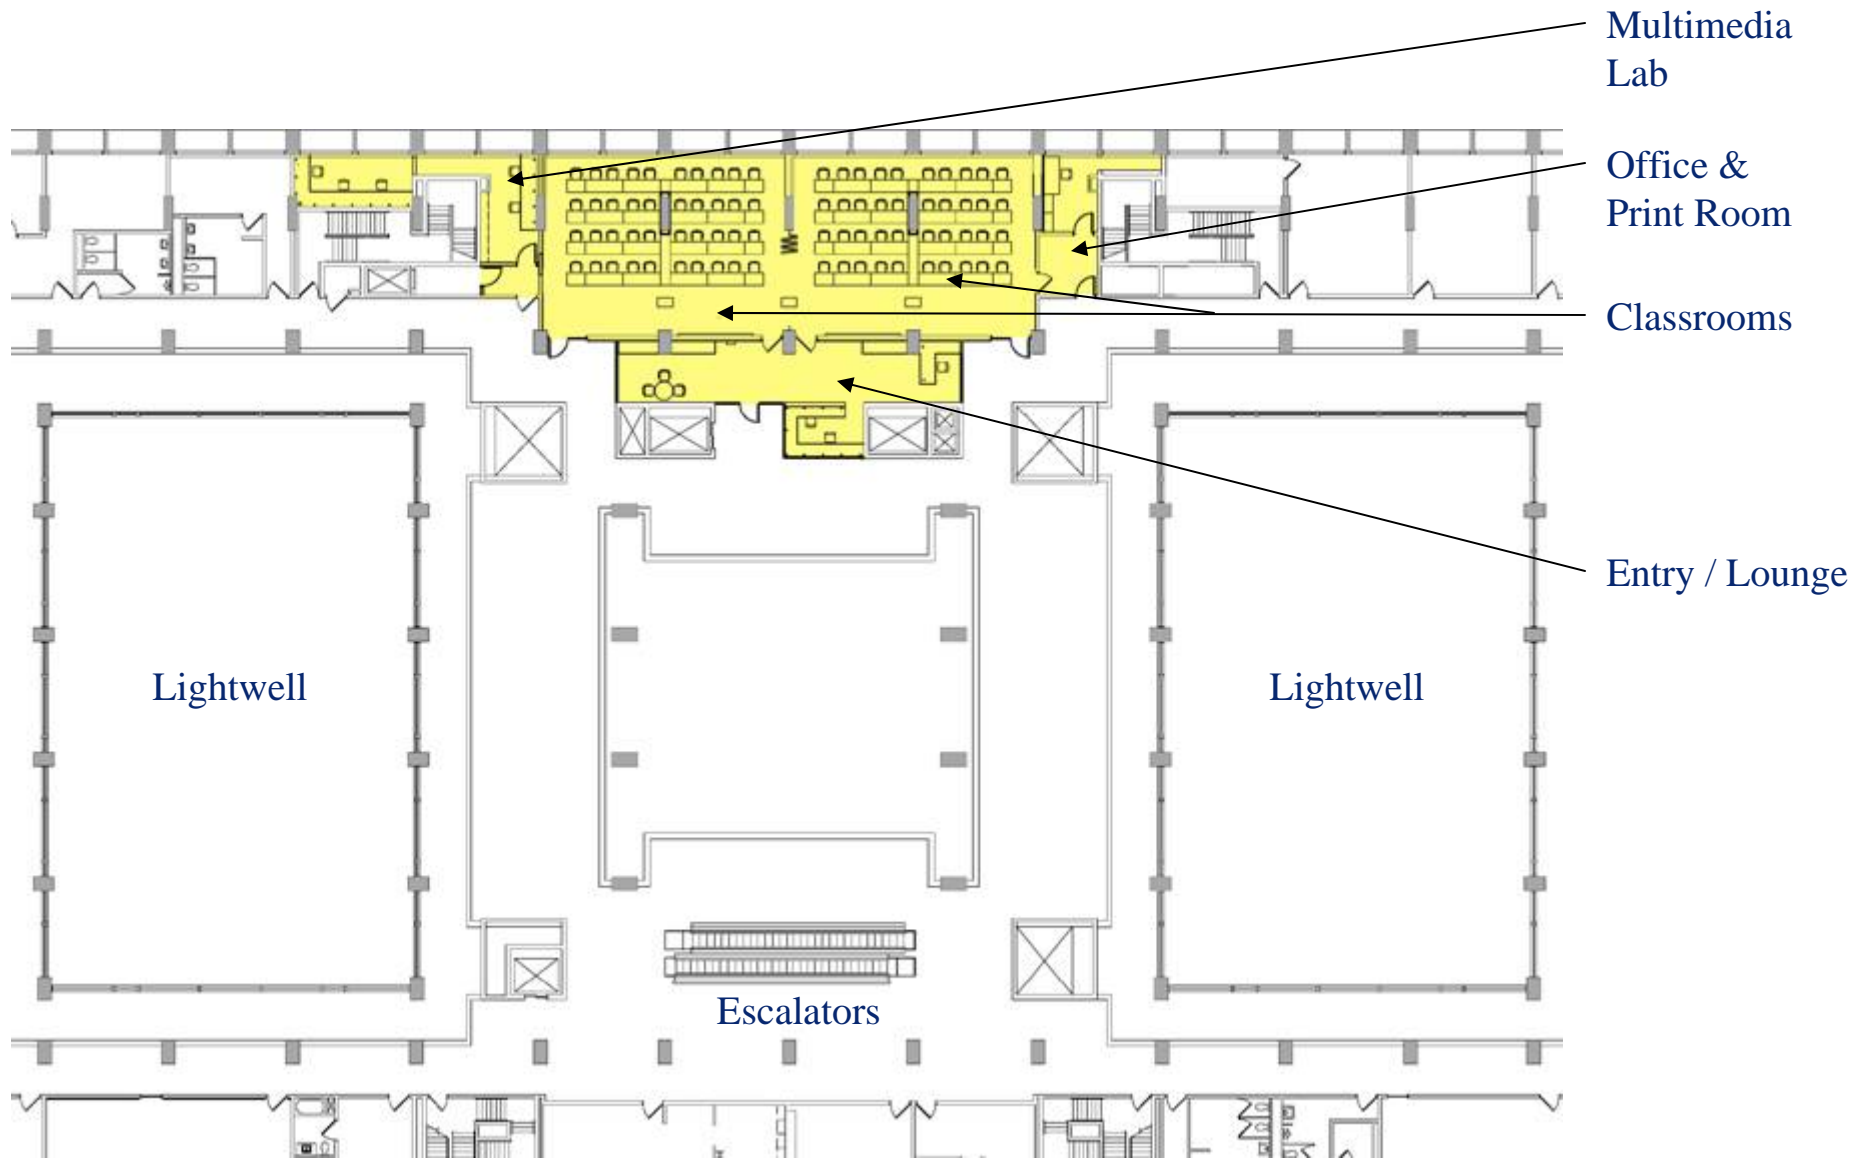 Multimedia
Lab
Office &
Print Room
Classrooms
Entry / Lounge
Lightwell
Lightwell
Escalators